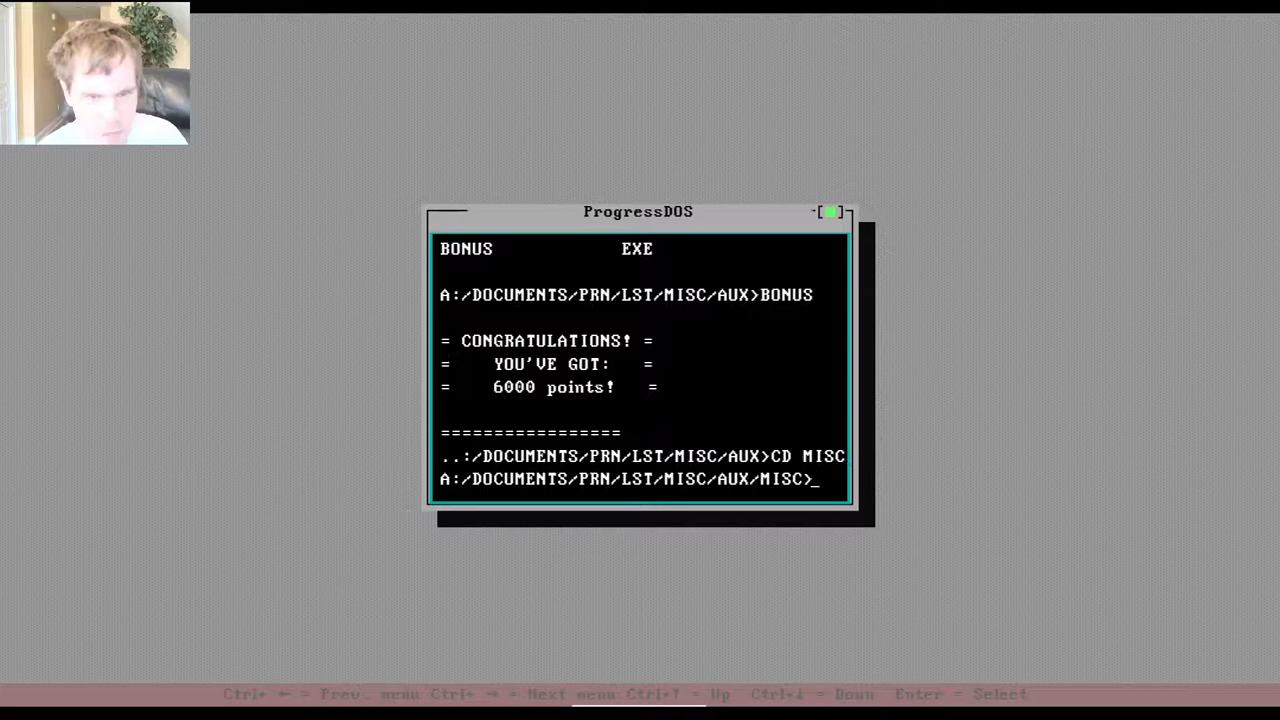 ProgressDOS
BONUS EXE
A:/DOCUMENTS/PRN/LST/MISC/AUX>BONUS
= CONGRATULATIONS! =
= YOU'VE GOT: =
= 6000 points! =
=================
..:/DOCUMENTS/PRN/LST/MISC/AUX>CD MISC
A:/DOCUMENTS/PRN/LST/MISC/AUX/MISC>_
Ctrl+ ← = Prev. menu Ctrl+ → = Next menu Ctrl+↑ = Up Ctrl+↓ = Down Enter = Select